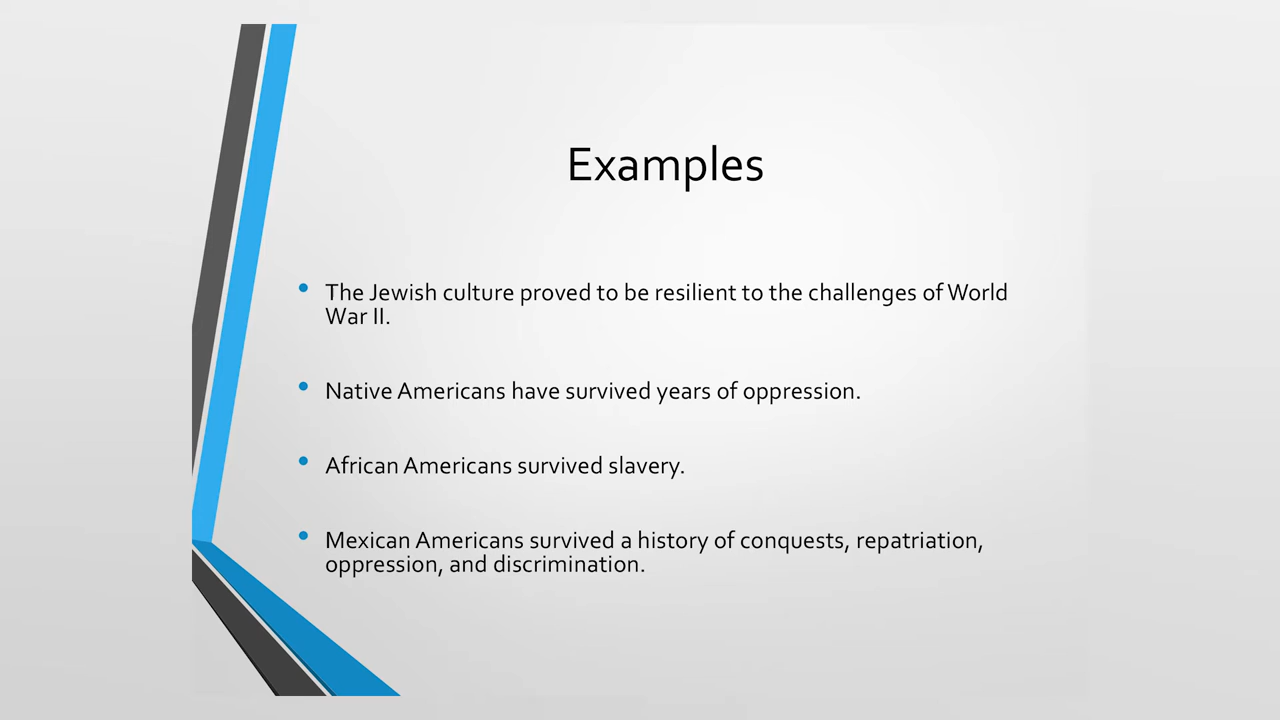 Examples
The Jewish culture proved to be resilient to the challenges of World
War II.
Native Americans have survived years of oppression.
African Americans survived slavery.
Mexican Americans survived a history of conquests, repatriation,
oppression, and discrimination.